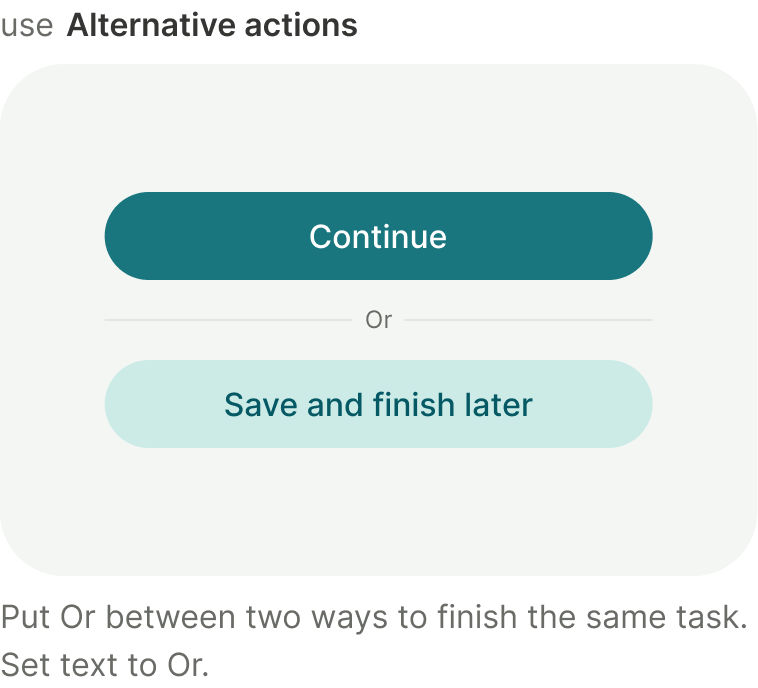 use Alternative actions
Continue
Or
Save and finish later
Put Or between two ways to finish the same task.
Set text to Or.